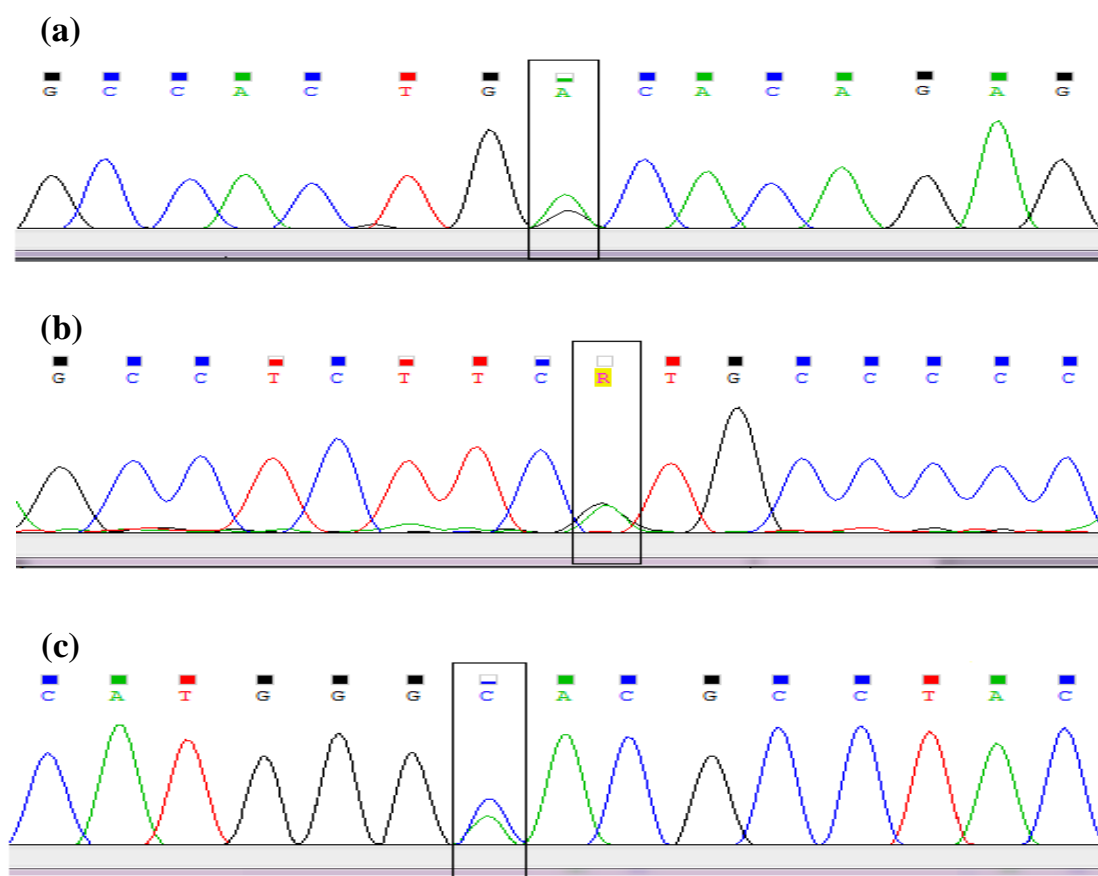 (a)
G C C A C T G A C A C A G A G
(b)
G C C T C T T C R T G C C C C C
(c)
C A T G G G C A C G C C T A C